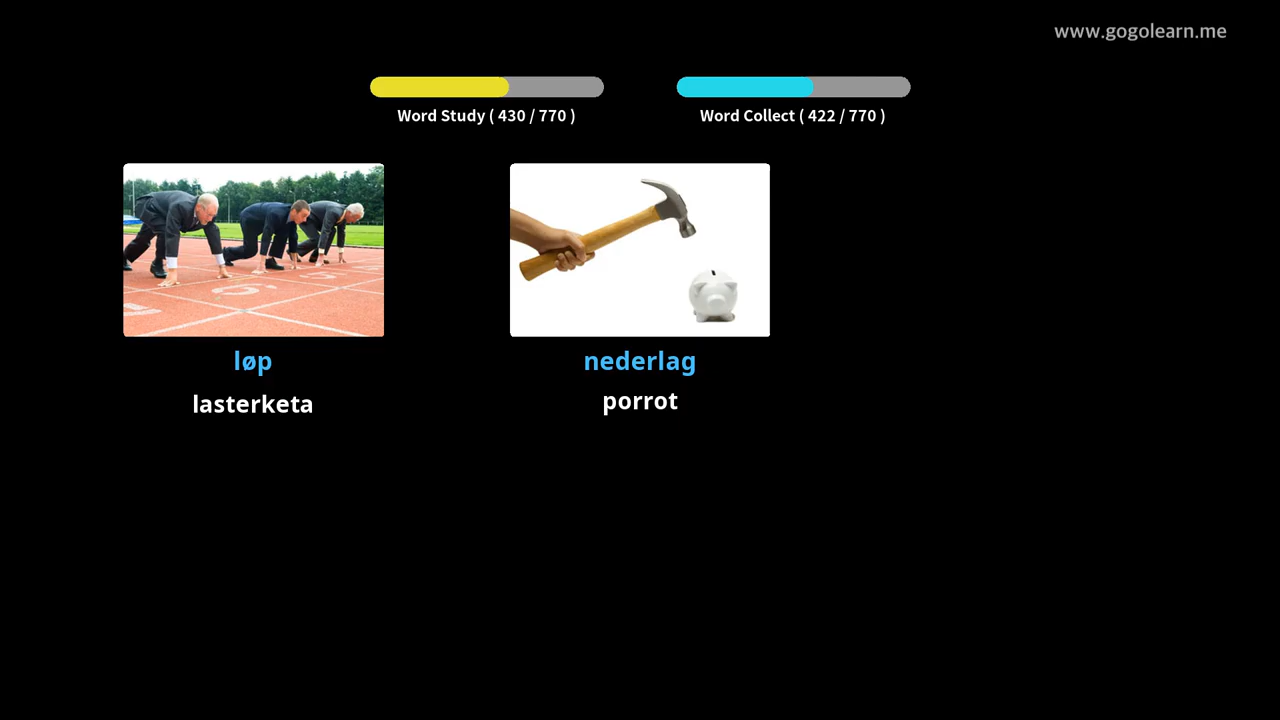 www.gogolearn.me
Word Study ( 430 / 770 )
Word Collect ( 422 / 770 )
løp
nederlag
lasterketa
porrot